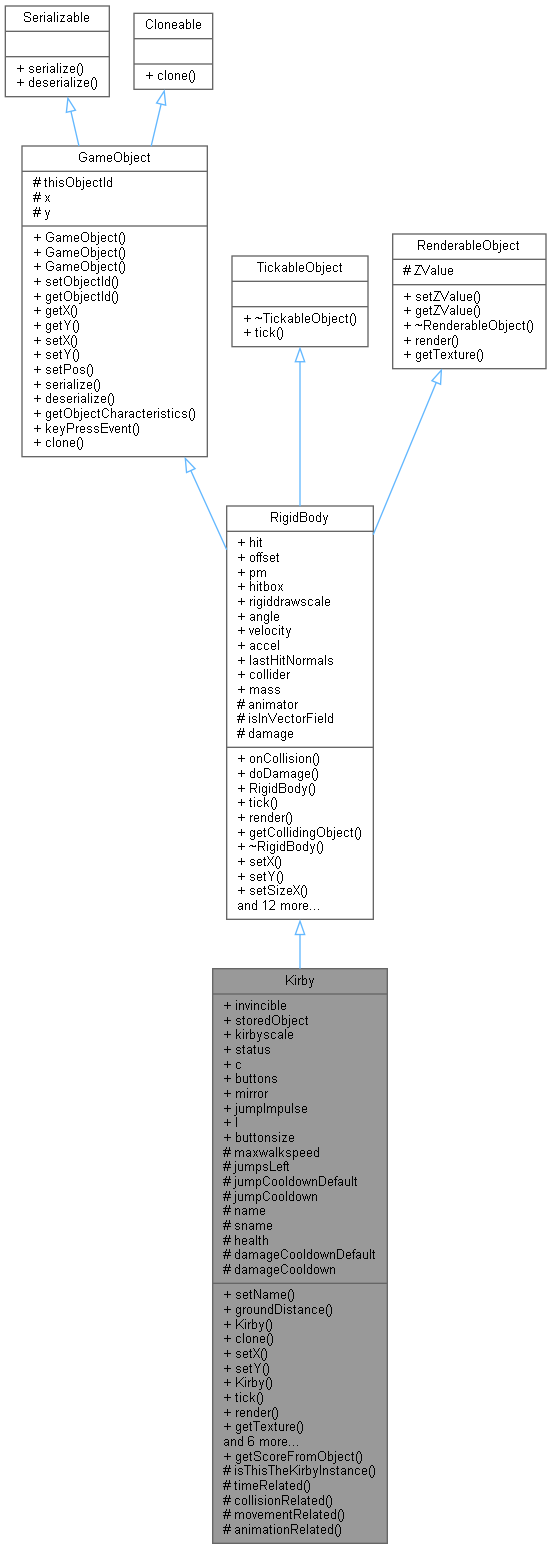 Serializable
+ serialize()
+ deserialize()
Cloneable
+ clone()
GameObject
# thisObjectId
# x
# y
+ GameObject()
+ GameObject()
+ GameObject()
+ setObjectId()
+ getObjectId()
+ getX()
+ getY()
+ setX()
+ setY()
+ setPos()
+ serialize()
+ deserialize()
+ getObjectCharacteristics()
+ keyPressEvent()
+ clone()
TickableObject
+ ~TickableObject()
+ tick()
RenderableObject
# ZValue
+ setZValue()
+ getZValue()
+ ~RenderableObject()
+ render()
+ getTexture()
RigidBody
+ hit
+ offset
+ pm
+ hitbox
+ rigiddrawscale
+ angle
+ velocity
+ accel
+ lastHitNormals
+ collider
+ mass
# animator
# isInVectorField
# damage
+ onCollision()
+ doDamage()
+ RigidBody()
+ tick()
+ render()
+ getCollidingObject()
+ ~RigidBody()
+ setX()
+ setY()
+ setSizeX()
and 12 more...
Kirby
+ invincible
+ storedObject
+ kirbyscale
+ status
+ c
+ buttons
+ mirror
+ jumpImpulse
+ l
+ buttonsize
# maxwalkspeed
# jumpsLeft
# jumpCooldownDefault
# jumpCooldown
# name
# sname
# health
# damageCooldownDefault
# damageCooldown
+ setName()
+ groundDistance()
+ Kirby()
+ clone()
+ setX()
+ setY()
+ Kirby()
+ tick()
+ render()
+ getTexture()
and 6 more...
+ getScoreFromObject()
# isThisTheKirbyInstance()
# timeRelated()
# collisionRelated()
# movementRelated()
# animationRelated()